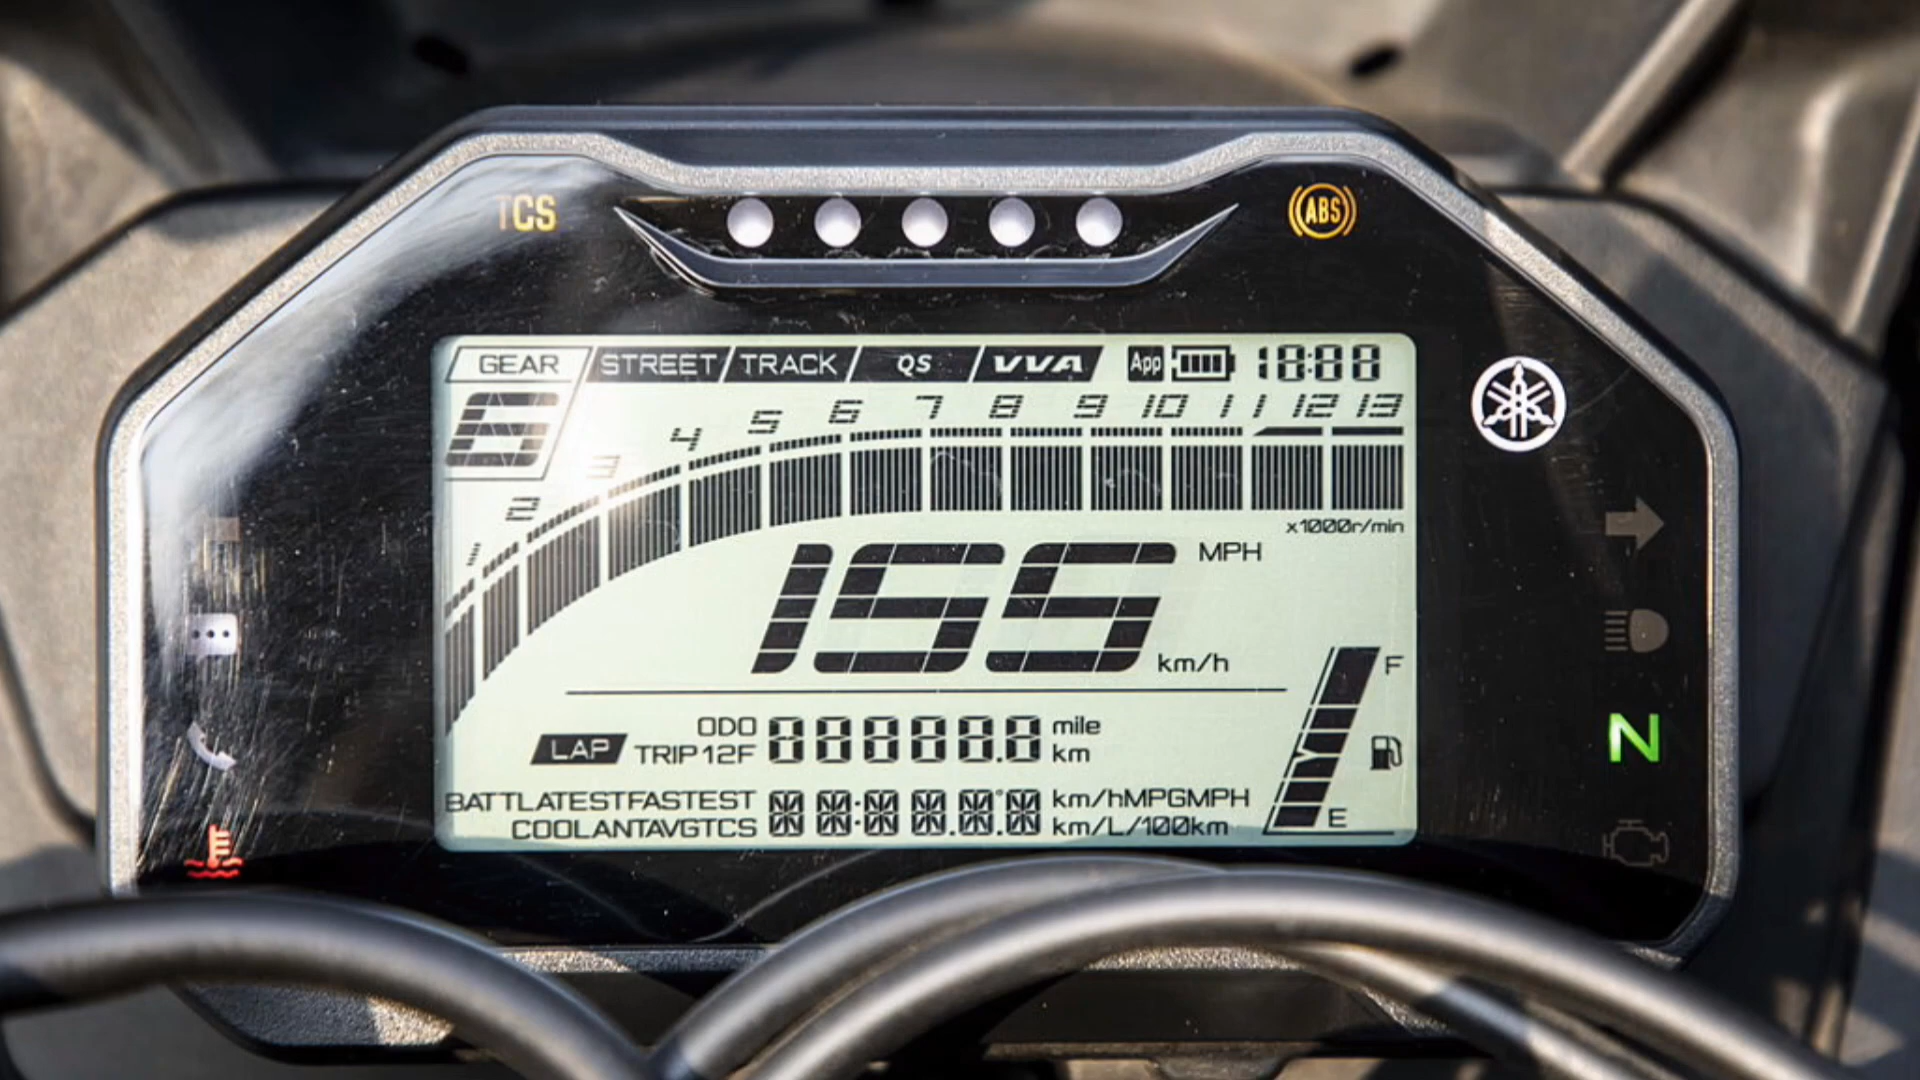 TCS ABS
GEAR STREET TRACK QS VVA App 18:88
6
1 2 3 4 5 6 7 8 9 10 11 12 13
x1000r/min
155 MPH
km/h
F
ODO 888888.8 mile
LAP TRIP12F km
N
BATTLATESTFASTEST km/hMPGMPH
COOLANTAVGTCS km/L/100km
E